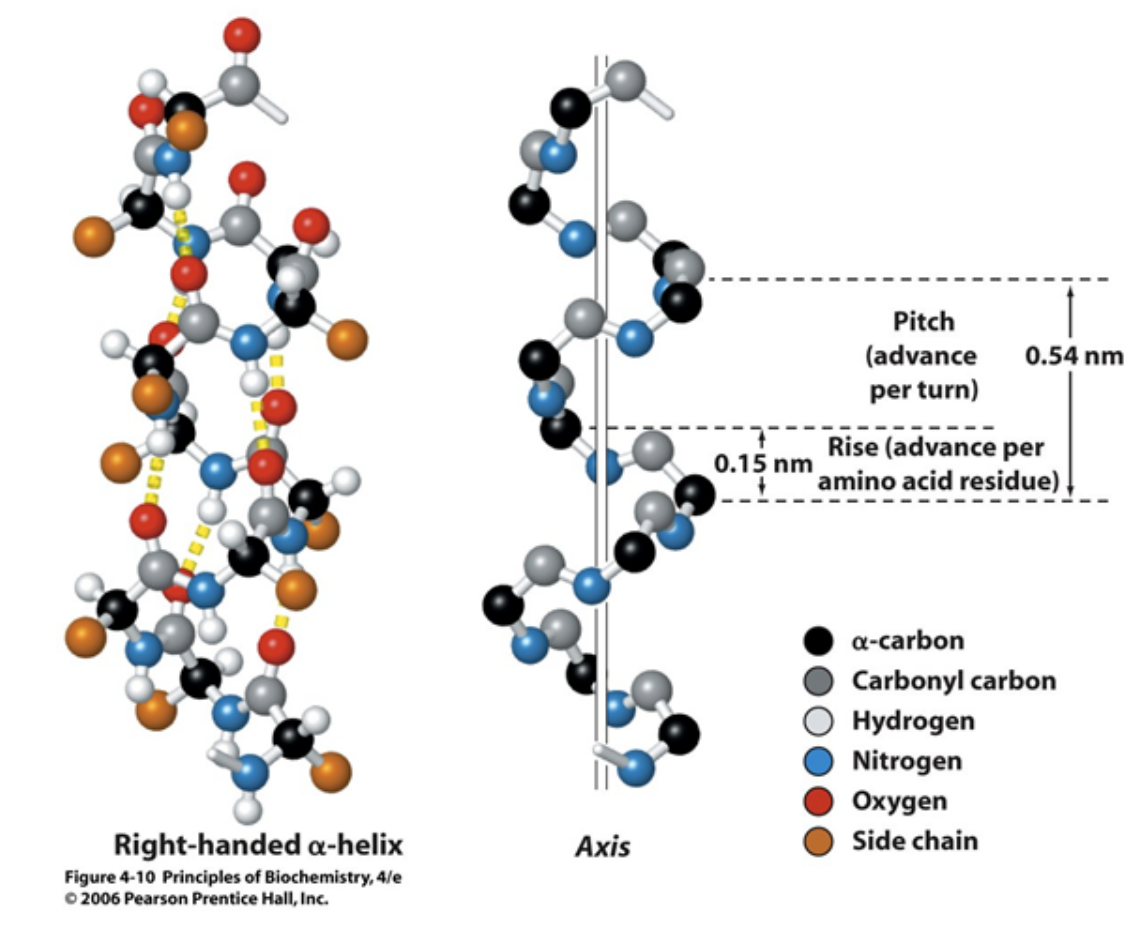 Pitch
(advance
per turn)
0.54 nm
0.15 nm
Rise (advance per
amino acid residue)
α-carbon
Carbonyl carbon
Hydrogen
Nitrogen
Oxygen
Side chain
Right-handed α-helix
Axis
Figure 4-10 Principles of Biochemistry, 4/e
© 2006 Pearson Prentice Hall, Inc.